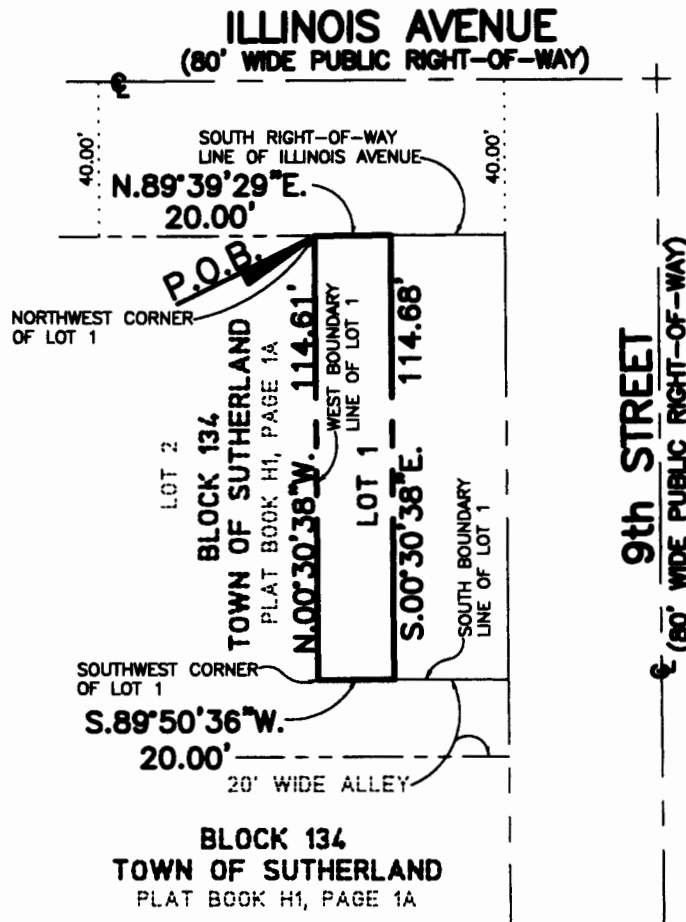 ILLINOIS AVENUE
(80' WIDE PUBLIC RIGHT-OF-WAY)
℄
40.00'
SOUTH RIGHT-OF-WAY
LINE OF ILLINOIS AVENUE
40.00'
N.89°39'29"E.
20.00'
P.O.B.
NORTHWEST CORNER
OF LOT 1
LOT 2
BLOCK 134
TOWN OF SUTHERLAND
PLAT BOOK H1, PAGE 1A
N.00°30'38"W. 114.61'
WEST BOUNDARY
LINE OF LOT 1
LOT 1
S.00°30'38"E. 114.68'
SOUTH BOUNDARY
LINE OF LOT 1
9th STREET
(80' WIDE PUBLIC RIGHT-OF-WAY)
℄
SOUTHWEST CORNER
OF LOT 1
S.89°50'36"W.
20.00'
20' WIDE ALLEY
BLOCK 134
TOWN OF SUTHERLAND
PLAT BOOK H1, PAGE 1A